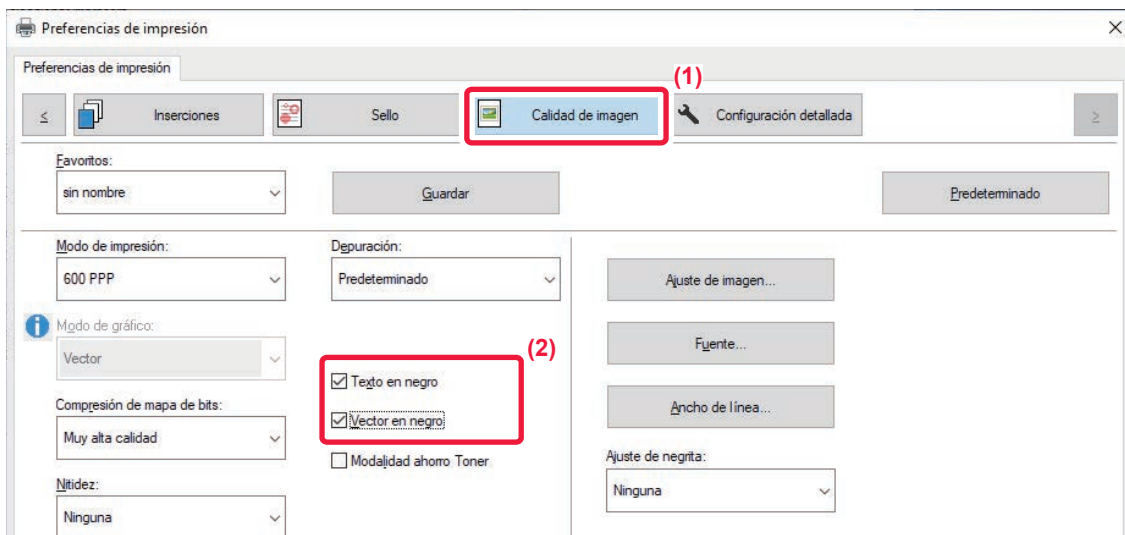 Preferencias de impresión
Preferencias de impresión
(1)
≤ Inserciones Sello Calidad de imagen Configuración detallada ≥
Favoritos:
sin nombre Guardar Predeterminado
Modo de impresión: Depuración:
600 PPP Predeterminado Ajuste de imagen...
Modo de gráfico:
Vector
Fuente...
(2)
Texto en negro
Compresión de mapa de bits:
Muy alta calidad
Vector en negro
Ancho de línea...
Modalidad ahorro Toner
Ajuste de negrita:
Ninguna
Nitidez:
Ninguna